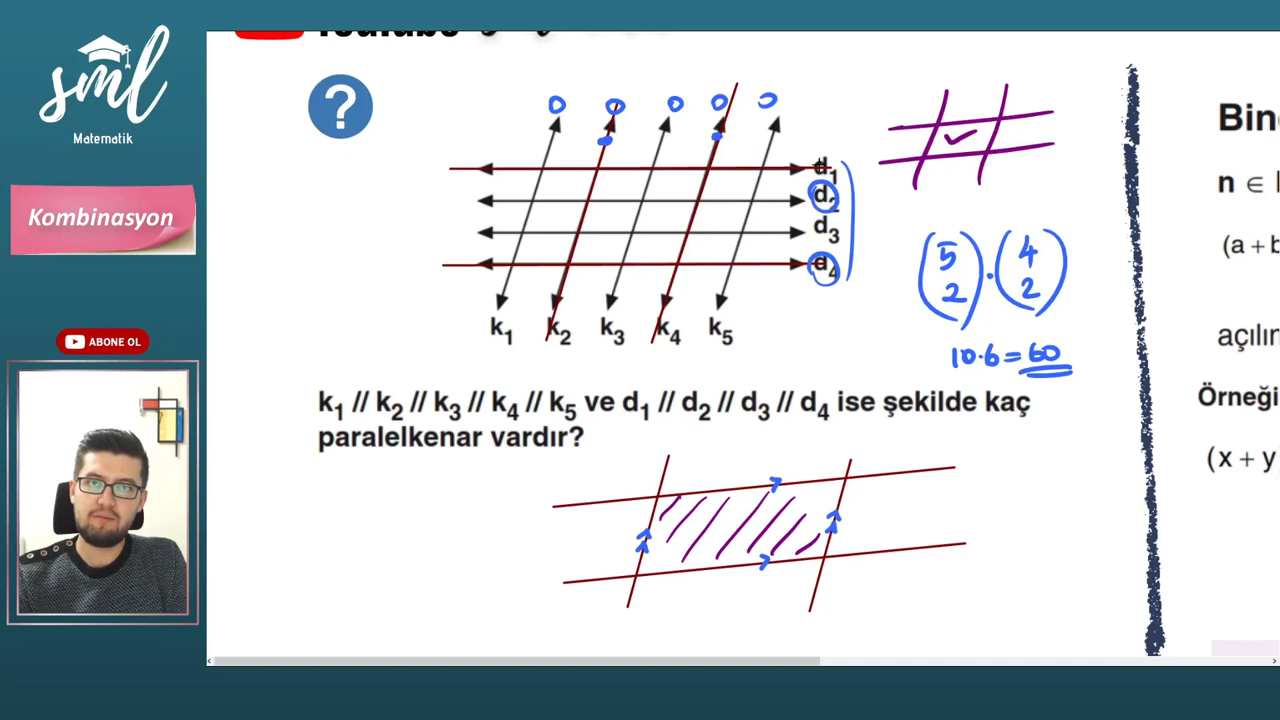 YouTube
sml
Matematik
Kombinasyon
ABONE OL
?
d₁
d₂
d₃
d₄
k₁ k₂ k₃ k₄ k₅
(5 2) · (4 2)
10·6=60
k₁ // k₂ // k₃ // k₄ // k₅ ve d₁ // d₂ // d₃ // d₄ ise şekilde kaç
paralelkenar vardır?
Bin
n ∈
(a + b
açılır
Örneği
(x + y